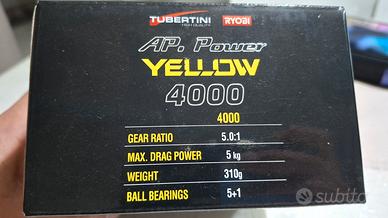 TUBERTINI RYOBI
HIGH QUALITY
AP. Power
YELLOW
4000
4000
GEAR RATIO 5.0:1
MAX. DRAG POWER 5 kg
WEIGHT 310g
BALL BEARINGS 5+1
subito